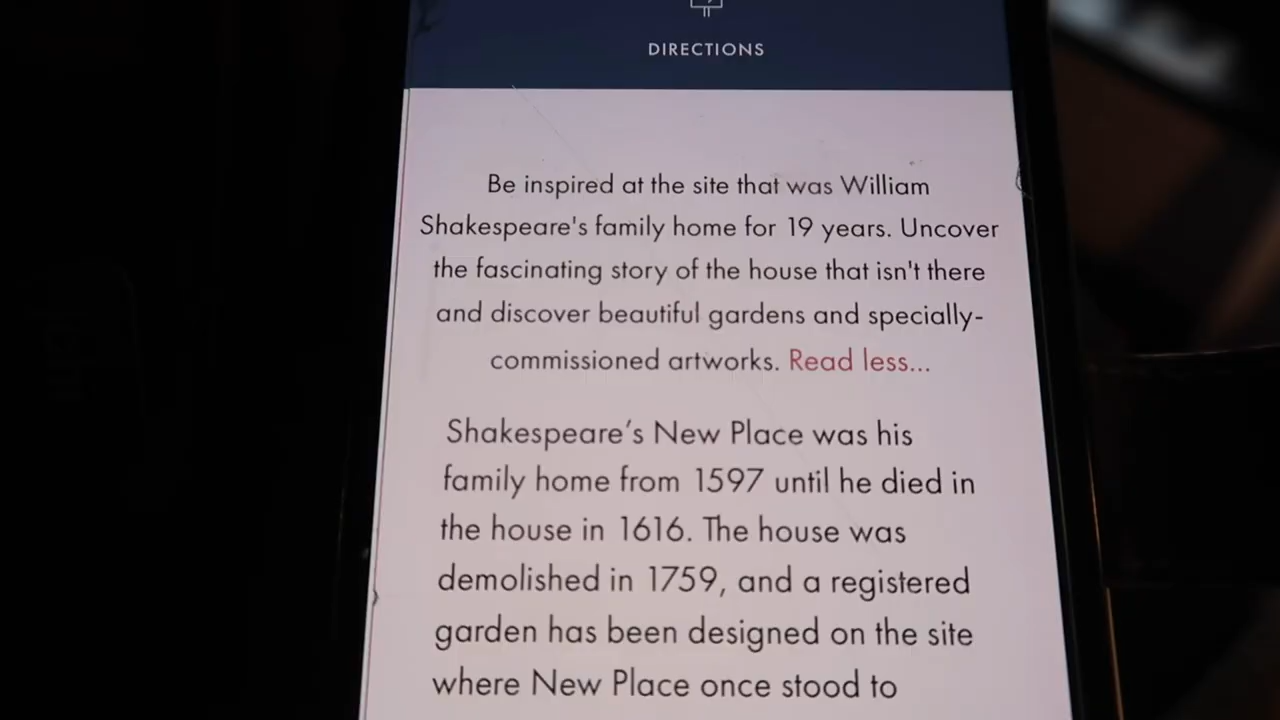 DIRECTIONS
Be inspired at the site that was William
Shakespeare's family home for 19 years. Uncover
the fascinating story of the house that isn't there
and discover beautiful gardens and specially-
commissioned artworks. Read less...
Shakespeare’s New Place was his
family home from 1597 until he died in
the house in 1616. The house was
demolished in 1759, and a registered
garden has been designed on the site
where New Place once stood to